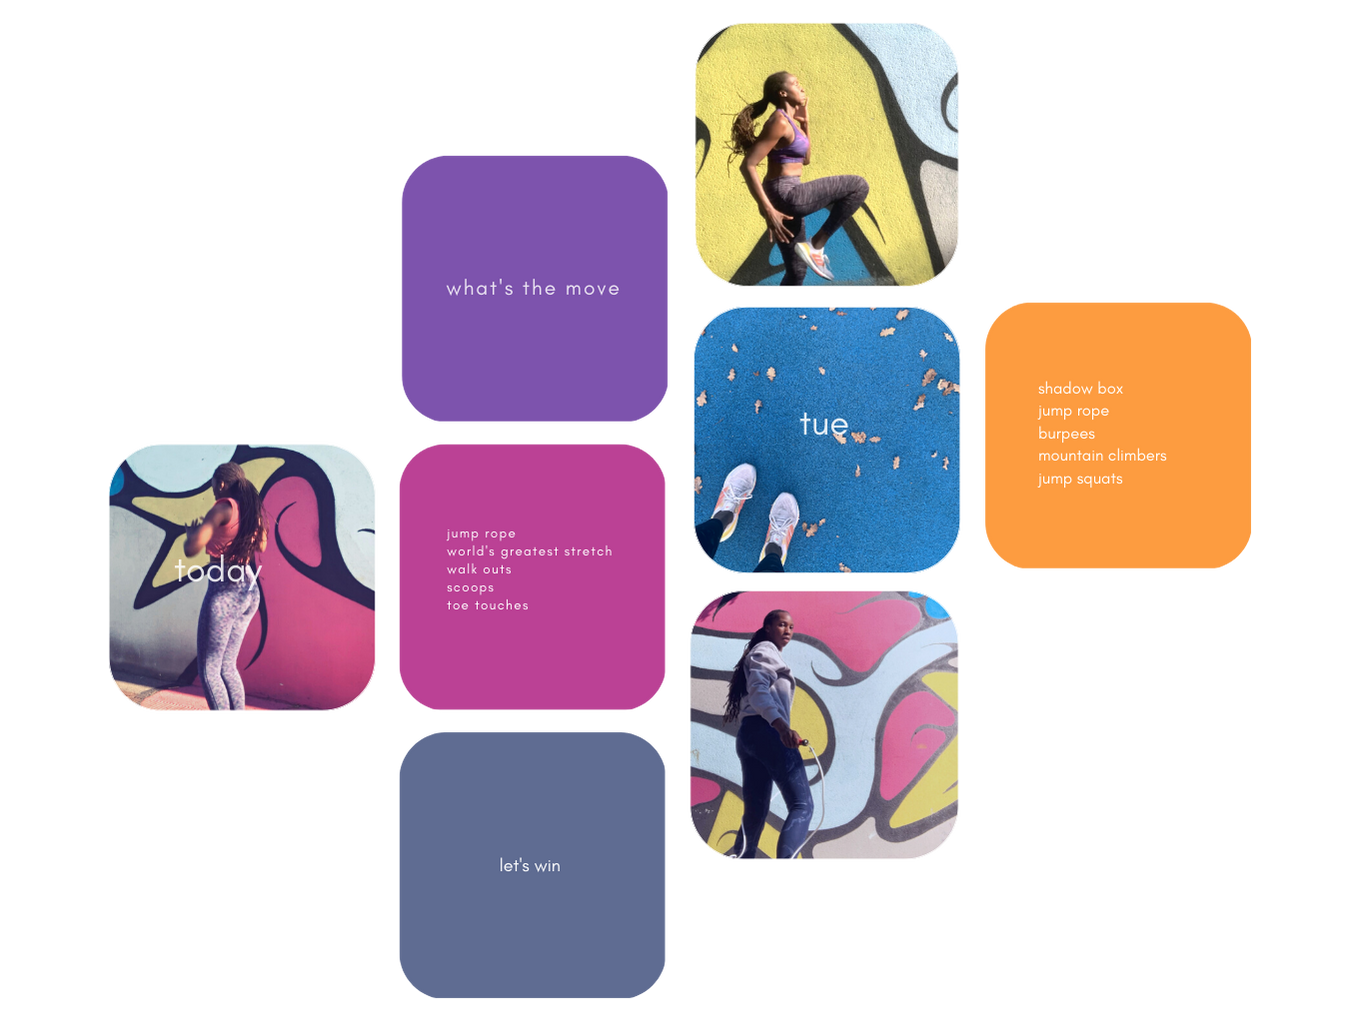 what's the move
today
jump rope
world's greatest stretch
walk outs
scoops
toe touches
let's win
tue
shadow box
jump rope
burpees
mountain climbers
jump squats